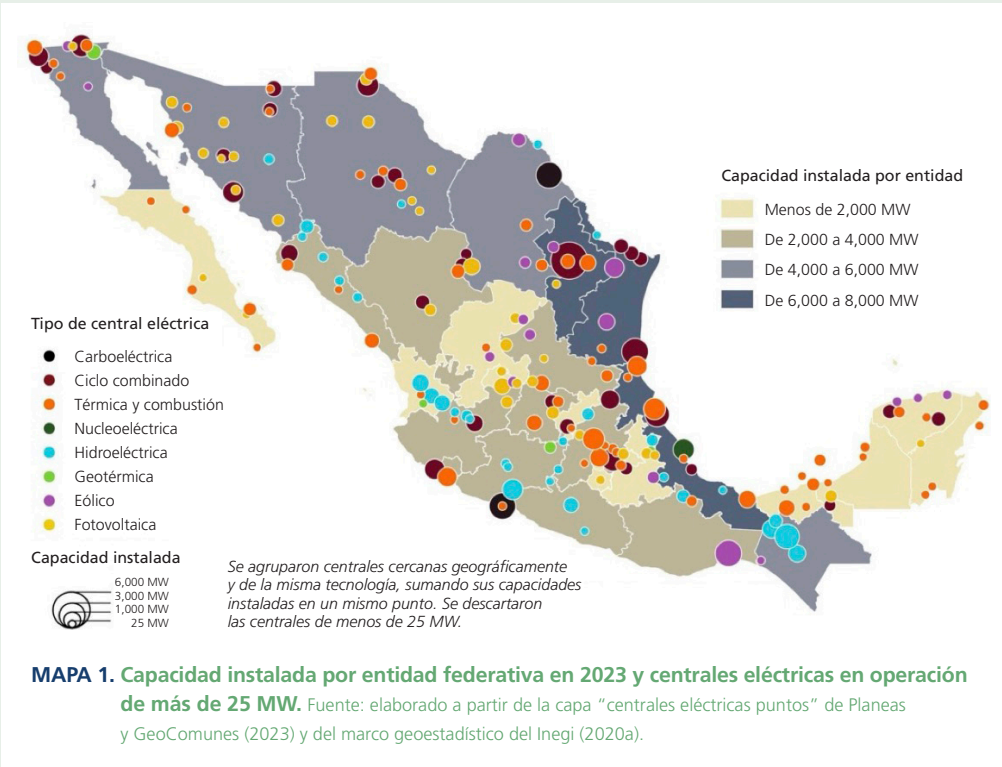 Capacidad instalada por entidad
Menos de 2,000 MW
De 2,000 a 4,000 MW
De 4,000 a 6,000 MW
De 6,000 a 8,000 MW
Tipo de central eléctrica
Carboeléctrica
Ciclo combinado
Térmica y combustión
Nucleoeléctrica
Hidroeléctrica
Geotérmica
Eólico
Fotovoltaica
Capacidad instalada
6,000 MW
3,000 MW
1,000 MW
25 MW
Se agruparon centrales cercanas geográficamente
y de la misma tecnología, sumando sus capacidades
instaladas en un mismo punto. Se descartaron
las centrales de menos de 25 MW.
MAPA 1. Capacidad instalada por entidad federativa en 2023 y centrales eléctricas en operación
de más de 25 MW. Fuente: elaborado a partir de la capa “centrales eléctricas puntos” de Planeas
y GeoComunes (2023) y del marco geoestadístico del Inegi (2020a).